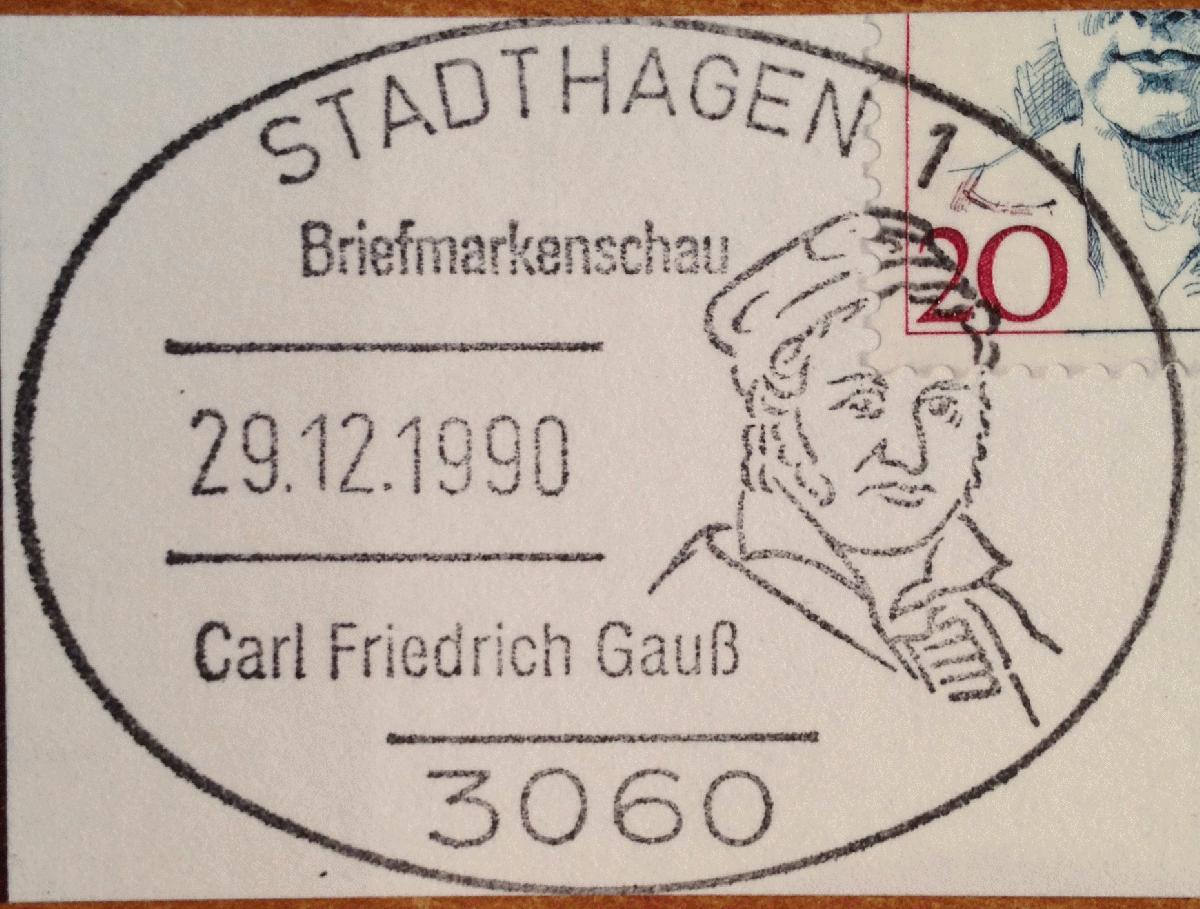 STADTHAGEN 1
Briefmarkenschau
20
29.12.1990
Carl Friedrich Gauß
3060